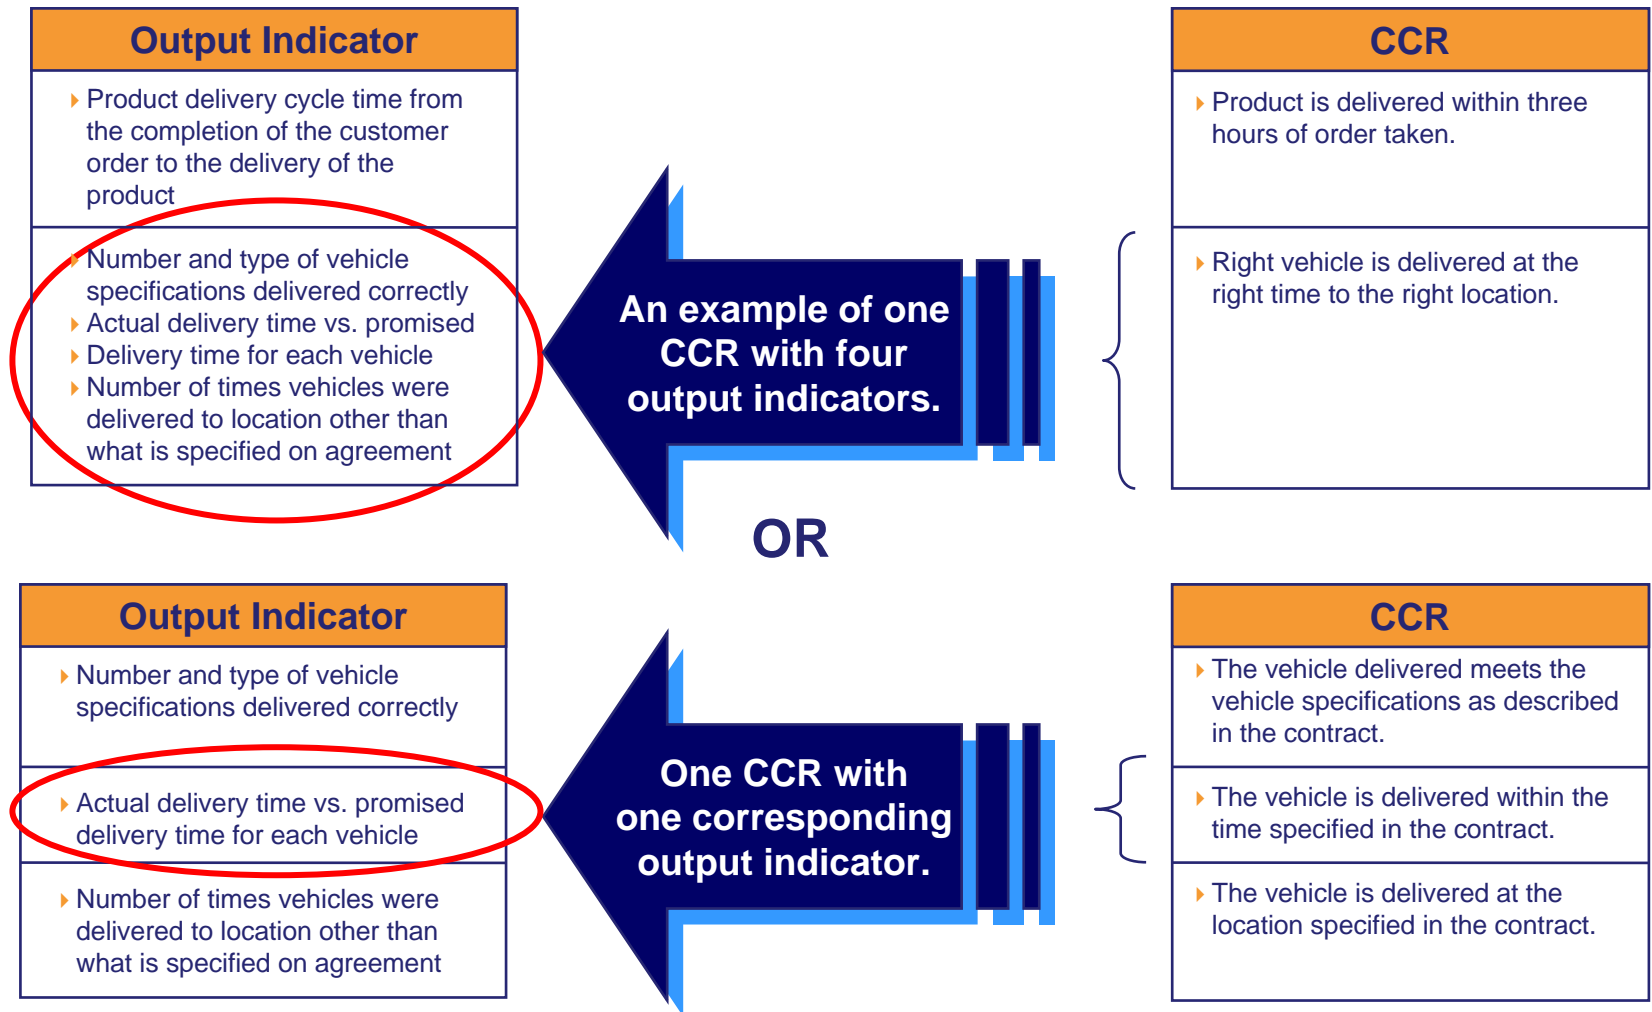 Output Indicator
Product delivery cycle time from
the completion of the customer
order to the delivery of the
product
Number and type of vehicle
specifications delivered correctly
Actual delivery time vs. promised
Delivery time for each vehicle
Number of times vehicles were
delivered to location other than
what is specified on agreement
An example of one
CCR with four
output indicators.
CCR
Product is delivered within three
hours of order taken.
Right vehicle is delivered at the
right time to the right location.
OR
Output Indicator
Number and type of vehicle
specifications delivered correctly
Actual delivery time vs. promised
delivery time for each vehicle
Number of times vehicles were
delivered to location other than
what is specified on agreement
One CCR with
one corresponding
output indicator.
CCR
The vehicle delivered meets the
vehicle specifications as described
in the contract.
The vehicle is delivered within the
time specified in the contract.
The vehicle is delivered at the
location specified in the contract.